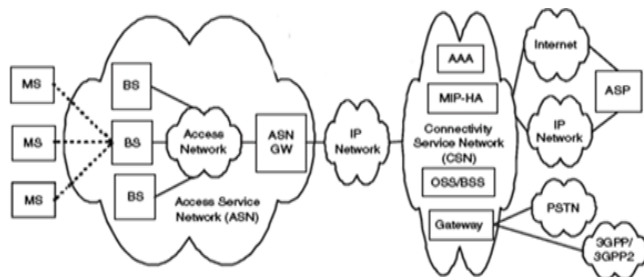 MS
MS
MS
BS
BS
BS
Access
Network
ASN
GW
Access Service
Network (ASN)
IP
Network
AAA
MIP-HA
Connectivity
Service Network
(CSN)
OSS/BSS
Gateway
Internet
IP
Network
ASP
PSTN
3GPP/
3GPP2